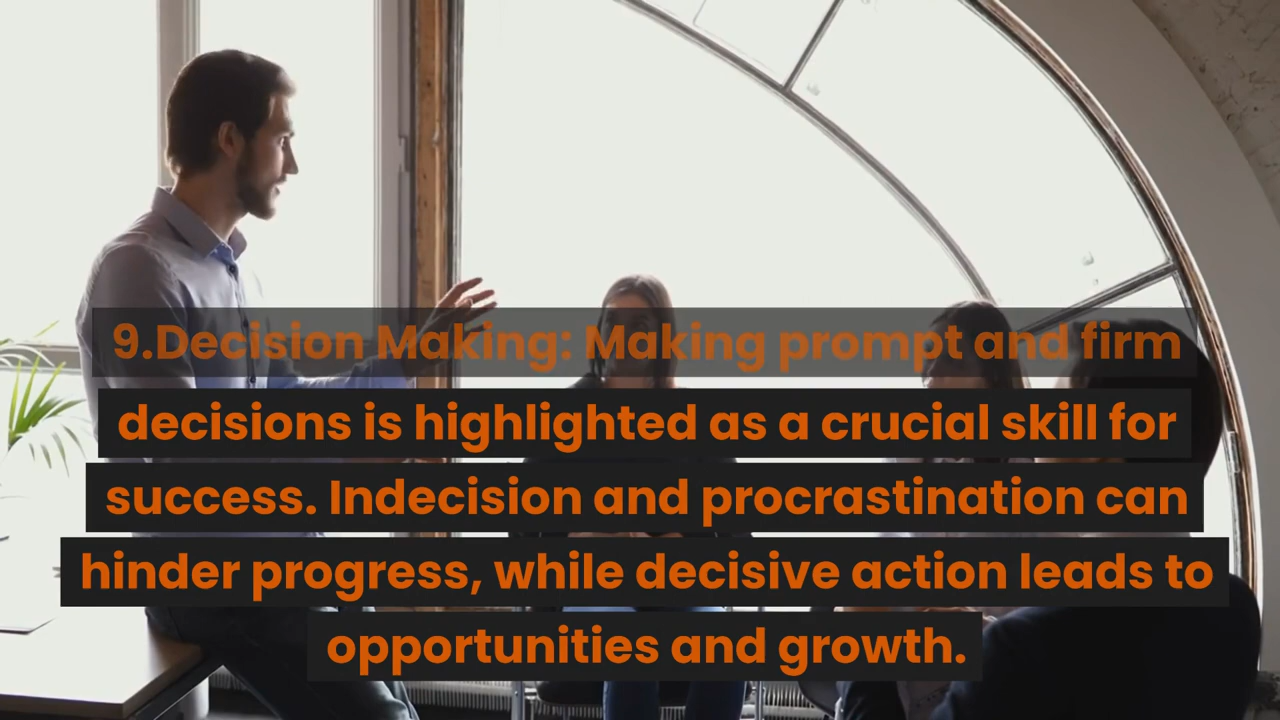 9.Decision Making: Making prompt and firm
decisions is highlighted as a crucial skill for
success. Indecision and procrastination can
hinder progress, while decisive action leads to
opportunities and growth.